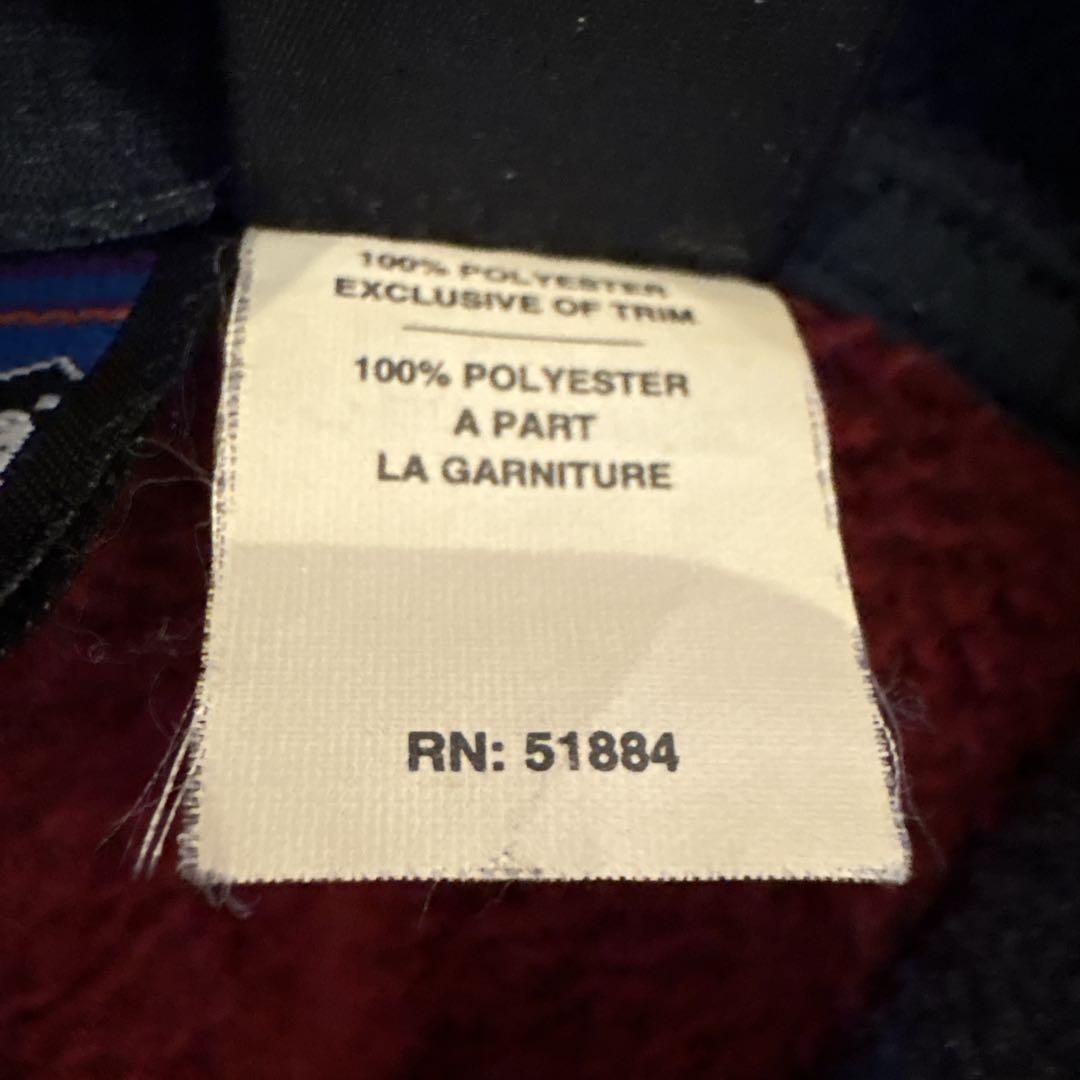 100% POLYESTER
EXCLUSIVE OF TRIM
100% POLYESTER
A PART
LA GARNITURE
RN: 51884